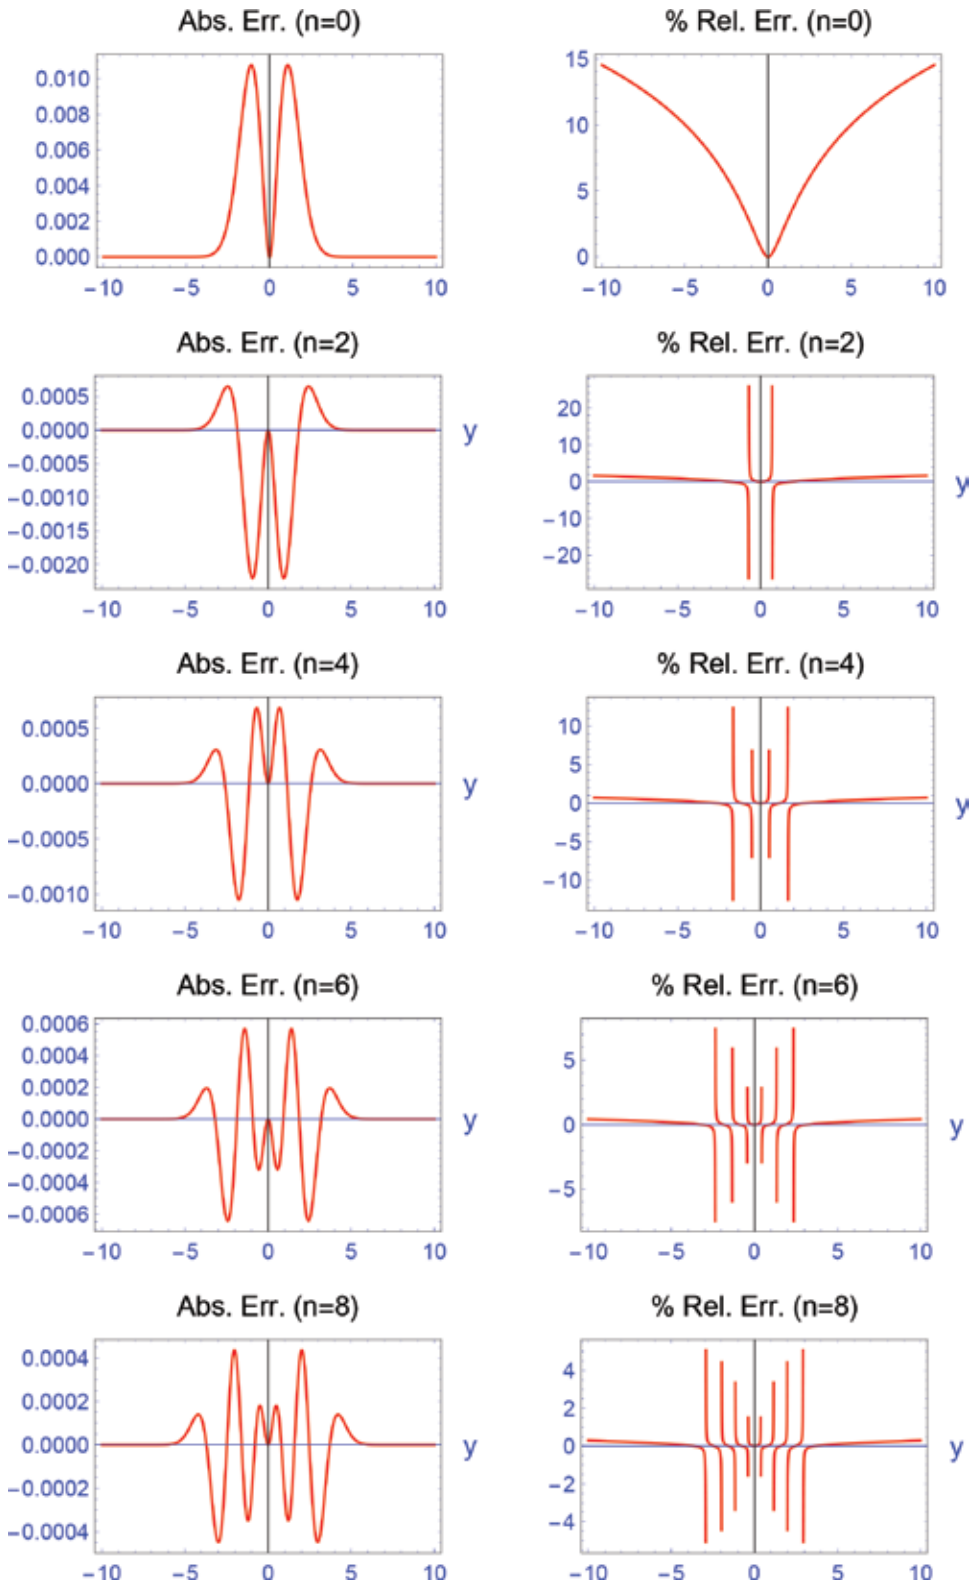 Abs. Err. (n=0)
0.010
0.008
0.006
0.004
0.002
0.000
−10 −5 0 5 10
% Rel. Err. (n=0)
15
10
5
0
−10 −5 0 5 10
Abs. Err. (n=2)
0.0005
0.0000
−0.0005
−0.0010
−0.0015
−0.0020
y
−10 −5 0 5 10
% Rel. Err. (n=2)
20
10
0
−10
−20
y
−10 −5 0 5 10
Abs. Err. (n=4)
0.0005
0.0000
−0.0005
−0.0010
y
−10 −5 0 5 10
% Rel. Err. (n=4)
10
5
0
−5
−10
y
−10 −5 0 5 10
Abs. Err. (n=6)
0.0006
0.0004
0.0002
0.0000
−0.0002
−0.0004
−0.0006
y
−10 −5 0 5 10
% Rel. Err. (n=6)
5
0
−5
y
−10 −5 0 5 10
Abs. Err. (n=8)
0.0004
0.0002
0.0000
−0.0002
−0.0004
y
−10 −5 0 5 10
% Rel. Err. (n=8)
4
2
0
−2
−4
y
−10 −5 0 5 10